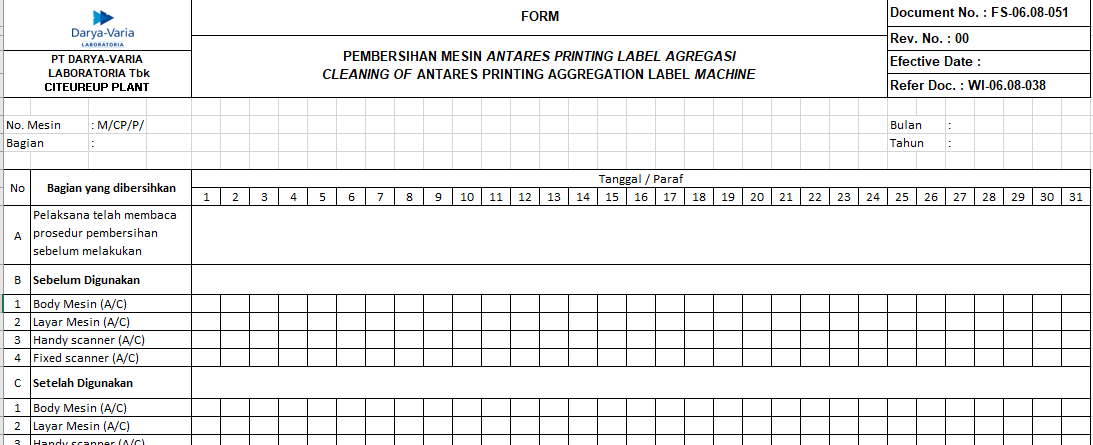 FORM
Document No. : FS-06.08-051
Darya-Varia
LABORATORIA
Rev. No. : 00
PT DARYA-VARIA
LABORATORIA Tbk
CITEUREUP PLANT
PEMBERSIHAN MESIN ANTARES PRINTING LABEL AGREGASI
CLEANING OF ANTARES PRINTING AGGREGATION LABEL MACHINE
Efective Date :
Refer Doc. : WI-06.08-038
No. Mesin : M/CP/P/
Bulan :
Bagian :
Tahun :
No Bagian yang dibersihkan Tanggal / Paraf
1 2 3 4 5 6 7 8 9 10 11 12 13 14 15 16 17 18 19 20 21 22 23 24 25 26 27 28 29 30 31
A Pelaksana telah membaca
prosedur pembersihan
sebelum melakukan
B Sebelum Digunakan
1 Body Mesin (A/C)
2 Layar Mesin (A/C)
3 Handy scanner (A/C)
4 Fixed scanner (A/C)
C Setelah Digunakan
1 Body Mesin (A/C)
2 Layar Mesin (A/C)
3 Handy scanner (A/C)